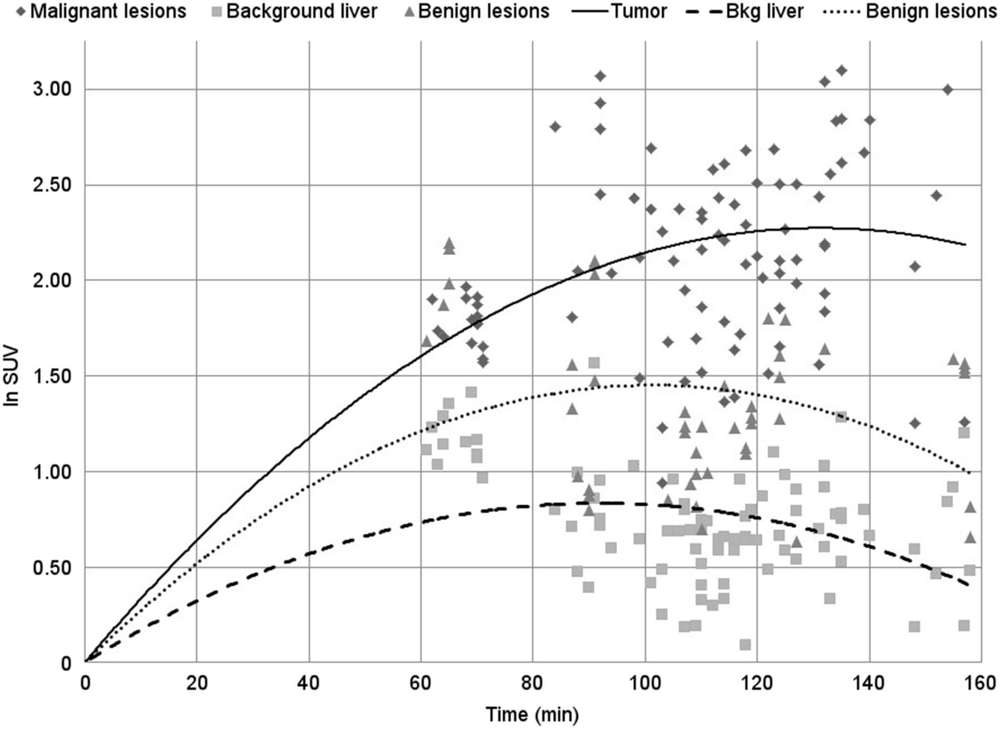 Malignant lesions Background liver Benign lesions Tumor Bkg liver Benign lesions
3.00
2.50
2.00
1.50
1.00
0.50
0
ln SUV
0 20 40 60 80 100 120 140 160
Time (min)